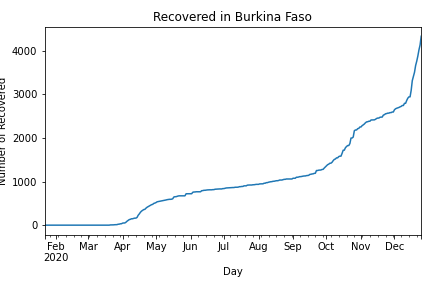 Recovered in Burkina Faso
Number of Recovered
4000
3000
2000
1000
0
Feb Mar Apr May Jun Jul Aug Sep Oct Nov Dec
2020
Day